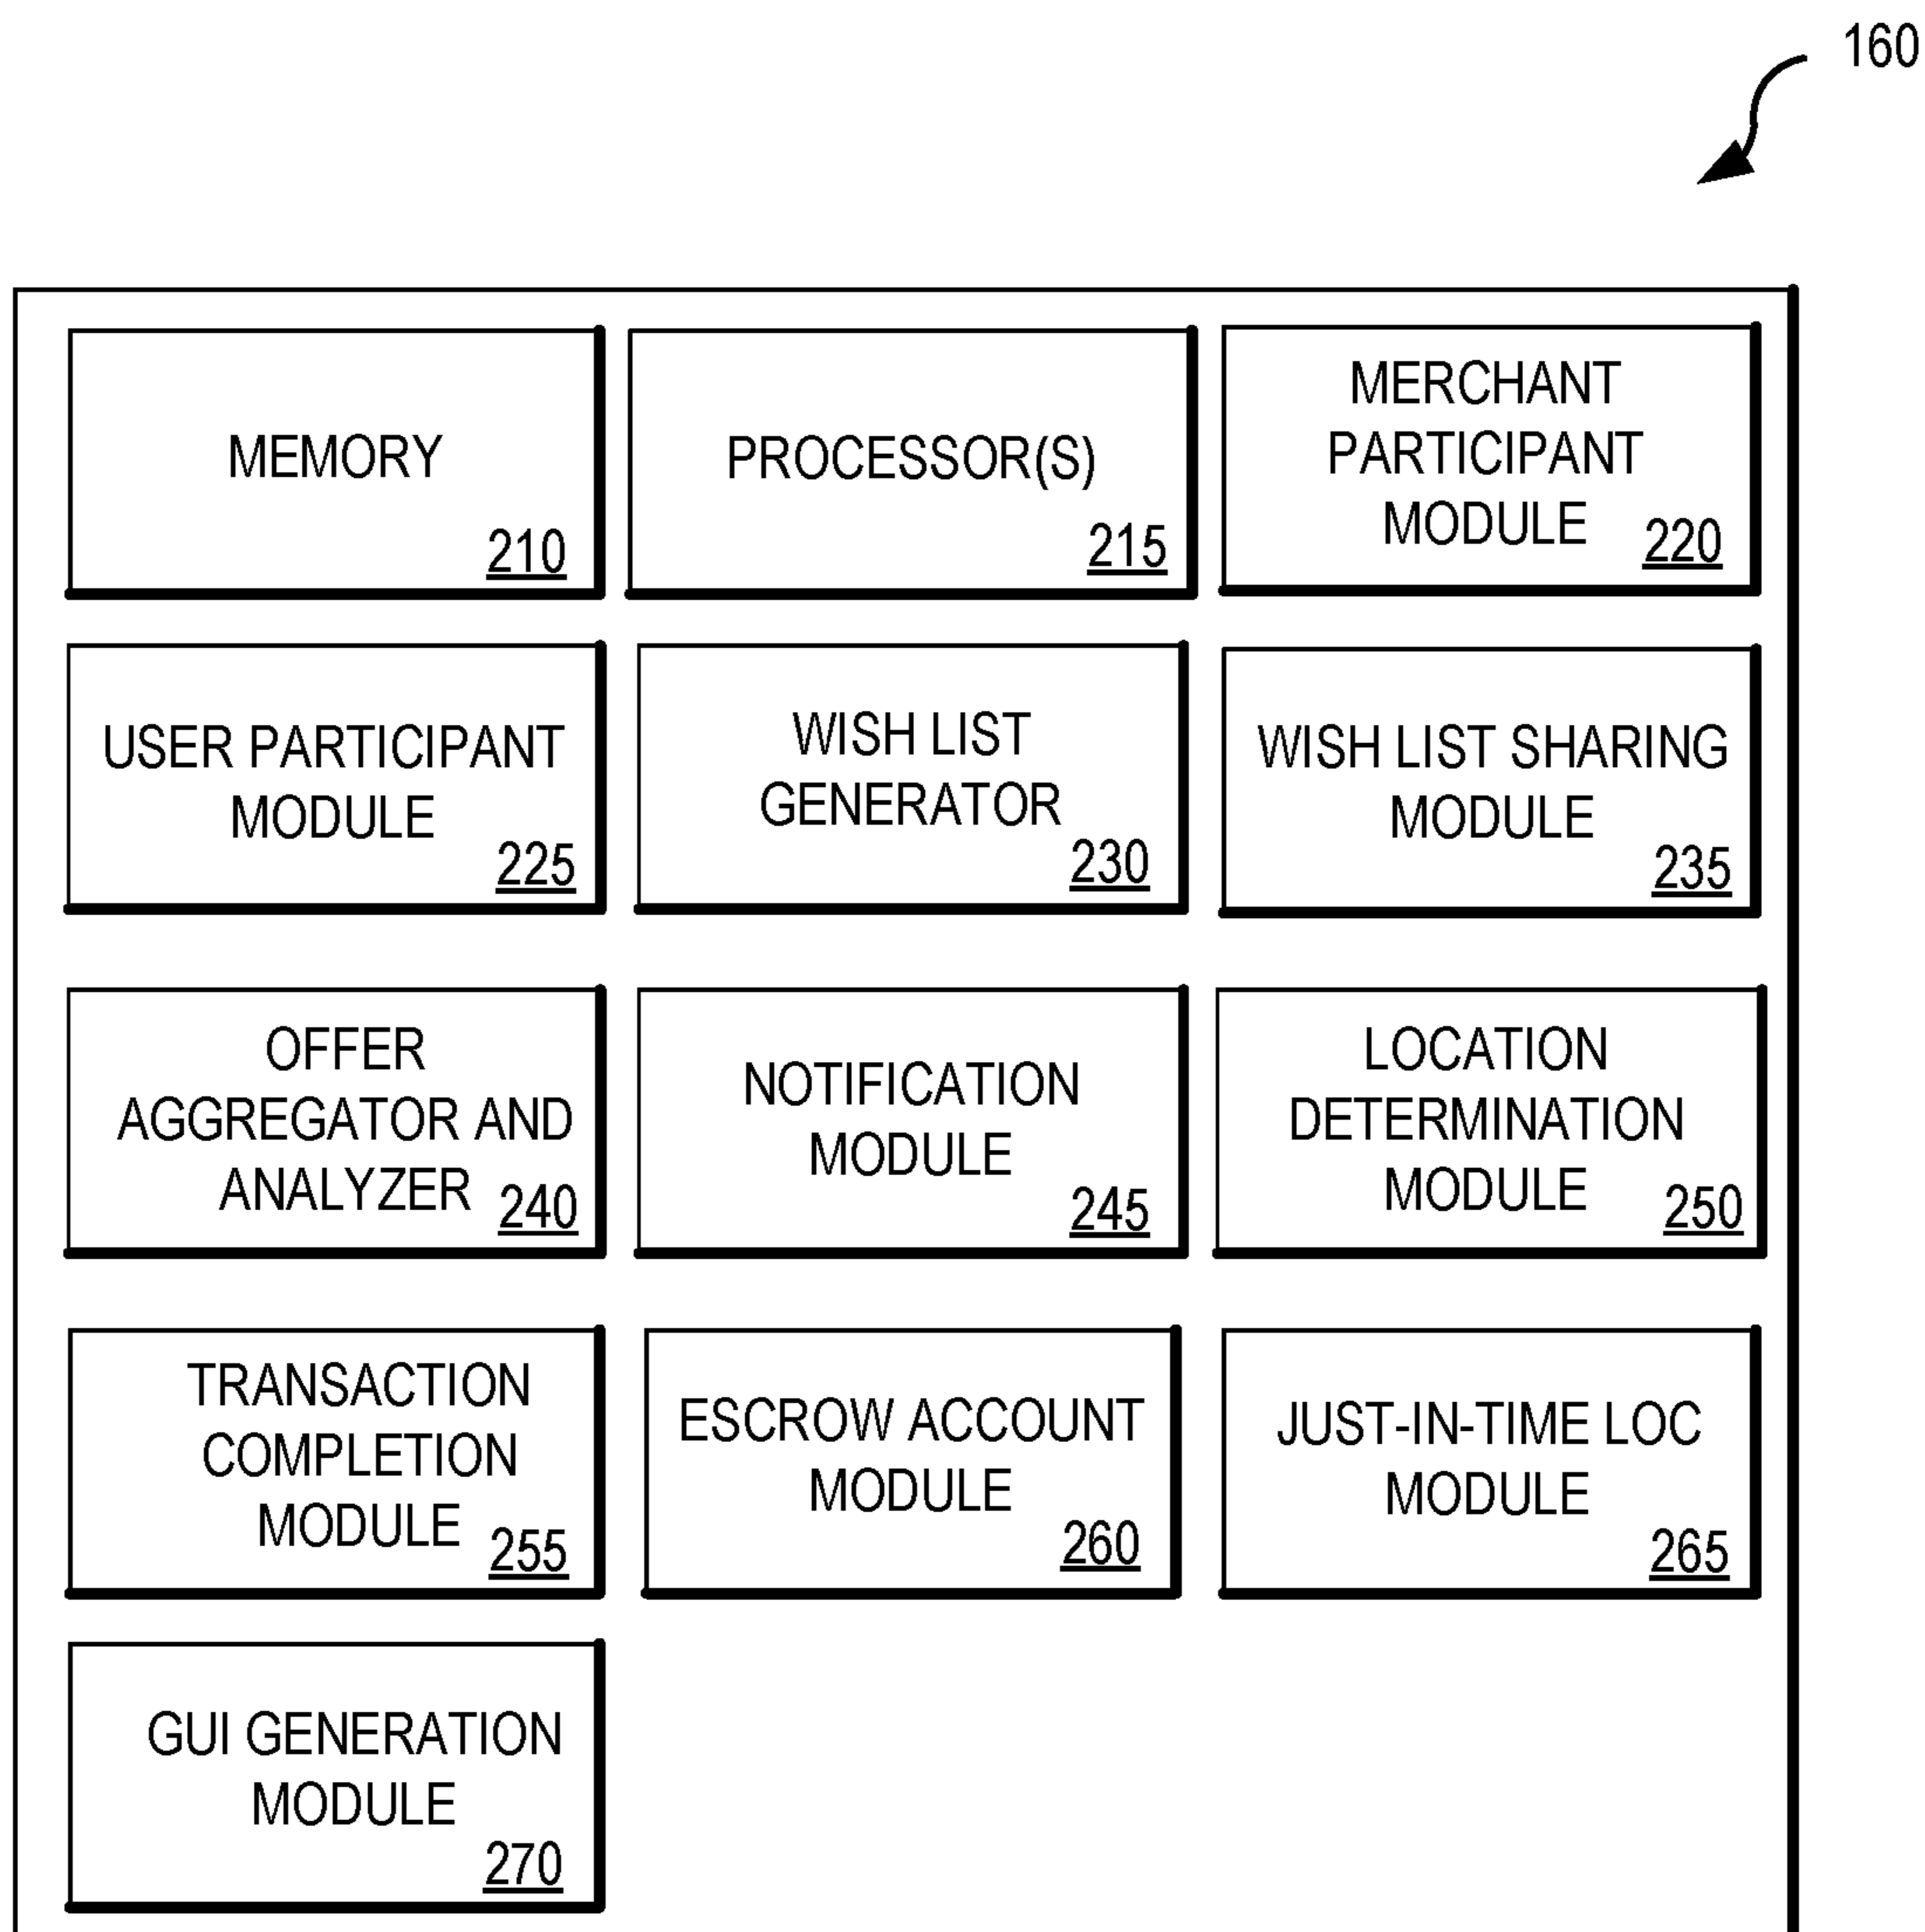 160
MEMORY
210
PROCESSOR(S)
215
MERCHANT
PARTICIPANT
MODULE
220
USER PARTICIPANT
MODULE
225
WISH LIST
GENERATOR
230
WISH LIST SHARING
MODULE
235
OFFER
AGGREGATOR AND
ANALYZER
240
NOTIFICATION
MODULE
245
LOCATION
DETERMINATION
MODULE
250
TRANSACTION
COMPLETION
MODULE
255
ESCROW ACCOUNT
MODULE
260
JUST-IN-TIME LOC
MODULE
265
GUI GENERATION
MODULE
270